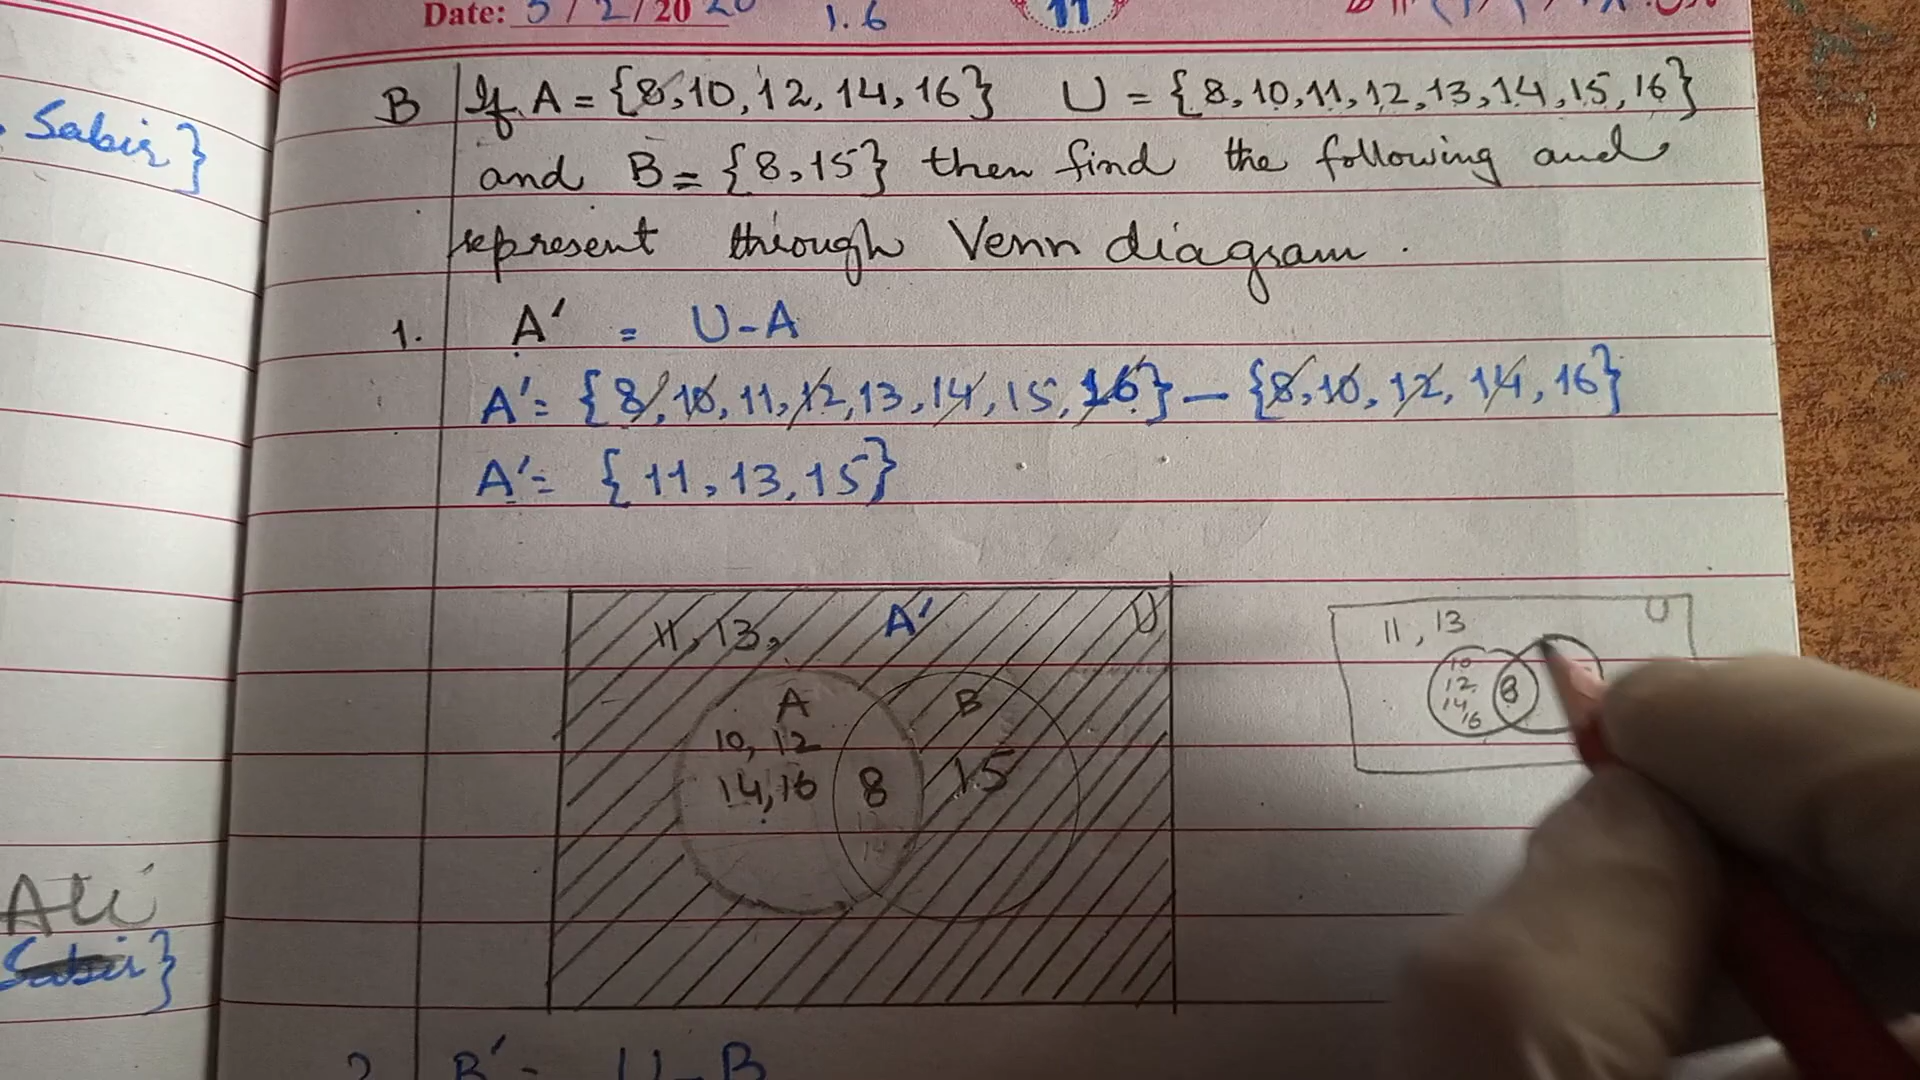 Sabir}
Ali
Sabir}
Date: 5/2/2020
1.6
11
B If A = {8,10,12,14,16} U = {8,10,11,12,13,14,15,16}
and B = {8,15} then find the following and
represent through Venn diagram.
1. A' = U-A
A' = {8,10,11,12,13,14,15,16} - {8,10,12,14,16}
A' = {11,13,15}
11,13, A' U
A B
10, 12
14,16 8 15
11, 13 U
10
12
14
16
8
2 B' = U-B